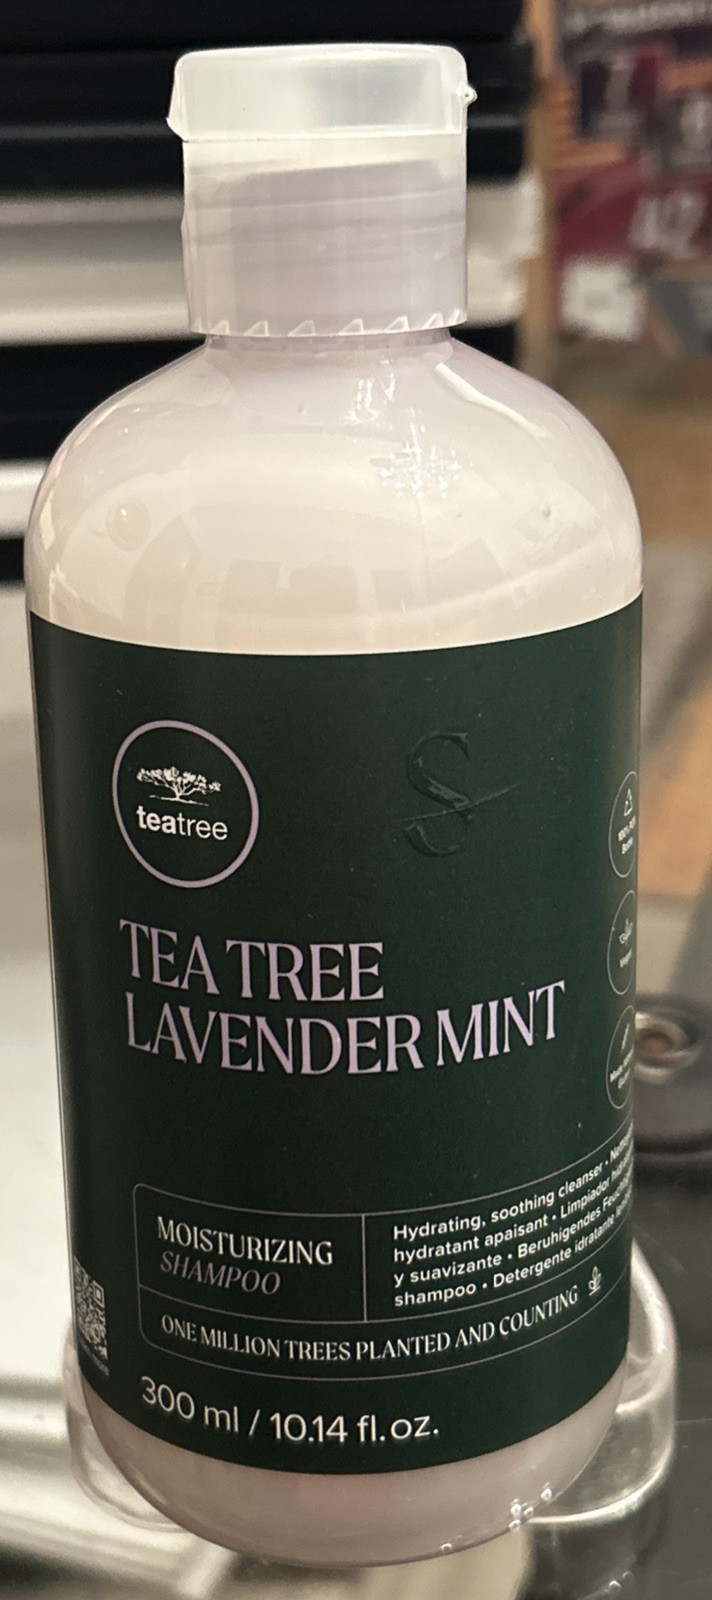 teatree
S
TEA TREE
LAVENDER MINT
Vegan
MOISTURIZING
SHAMPOO
Hydrating, soothing cleanser •
hydratant apaisant • Limpiador
y suavizante • Beruhigendes
shampoo • Detergente idratante
ONE MILLION TREES PLANTED AND COUNTING
300 ml / 10.14 fl.oz.